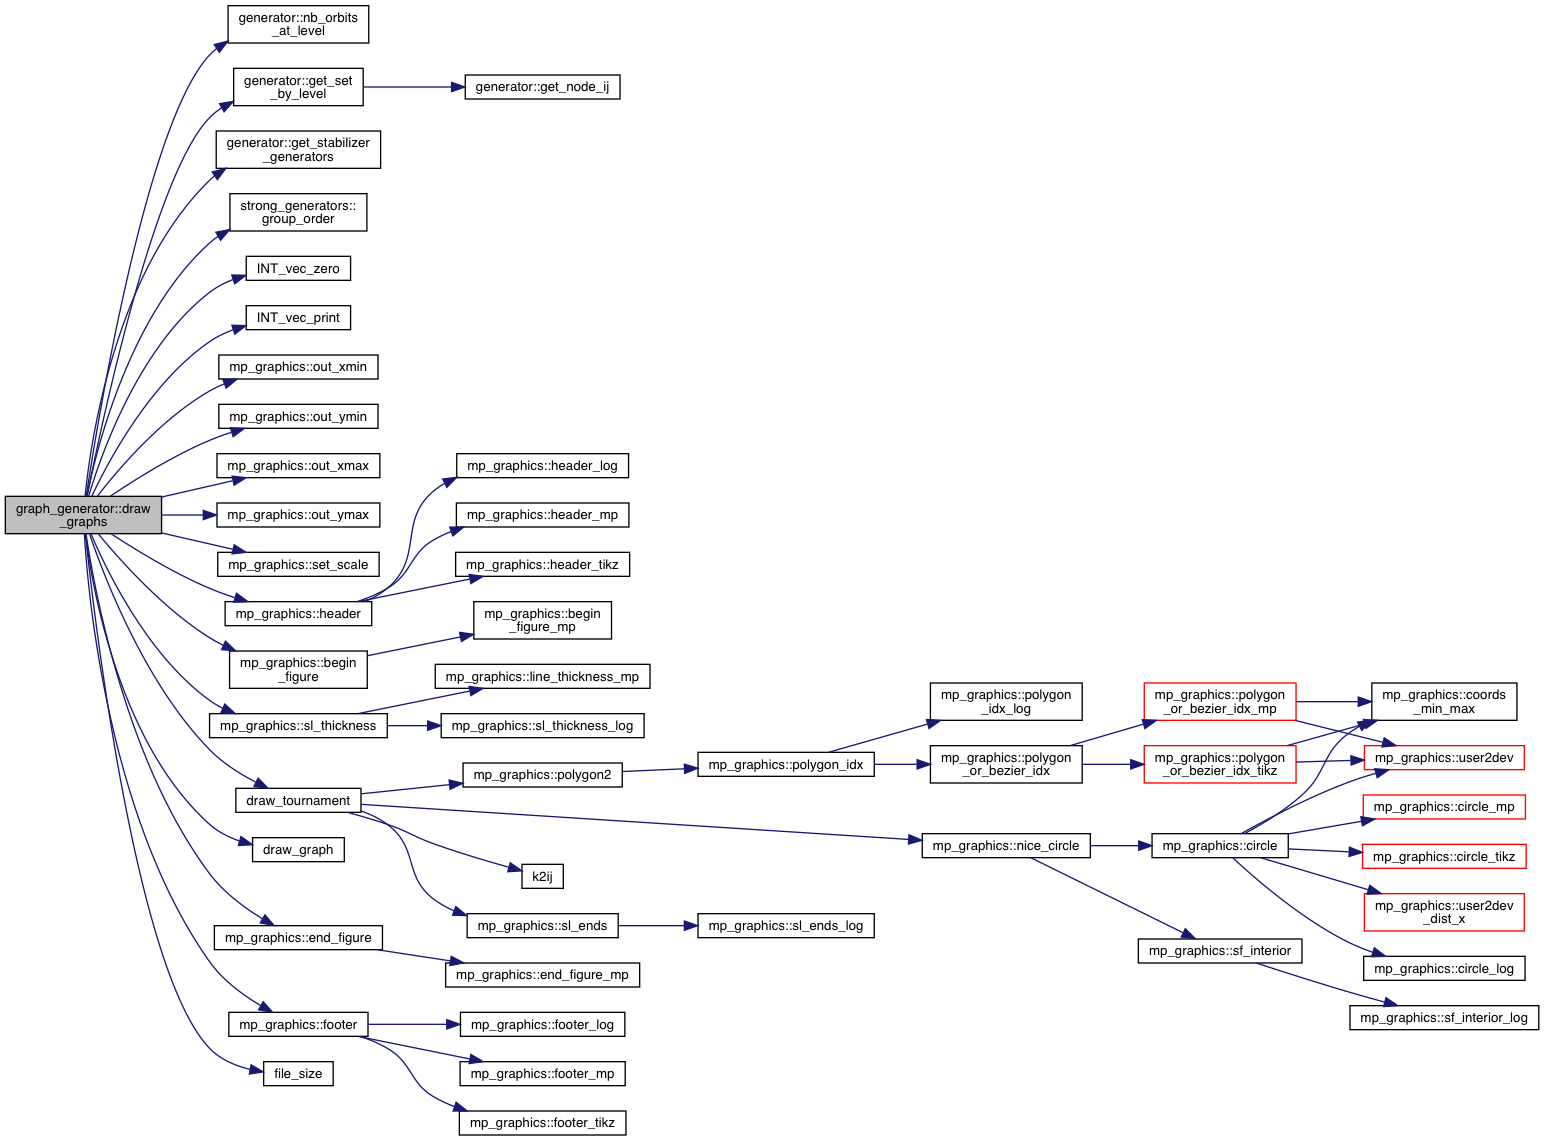 graph_generator::draw
_graphs
generator::nb_orbits
_at_level
generator::get_set
_by_level
generator::get_node_ij
generator::get_stabilizer
_generators
strong_generators::
group_order
INT_vec_zero
INT_vec_print
mp_graphics::out_xmin
mp_graphics::out_ymin
mp_graphics::out_xmax
mp_graphics::out_ymax
mp_graphics::set_scale
mp_graphics::header
mp_graphics::header_log
mp_graphics::header_mp
mp_graphics::header_tikz
mp_graphics::begin
_figure
mp_graphics::begin
_figure_mp
mp_graphics::sl_thickness
mp_graphics::line_thickness_mp
mp_graphics::sl_thickness_log
draw_tournament
mp_graphics::polygon2
mp_graphics::polygon_idx
mp_graphics::polygon
_idx_log
mp_graphics::polygon
_or_bezier_idx
mp_graphics::polygon
_or_bezier_idx_mp
mp_graphics::polygon
_or_bezier_idx_tikz
mp_graphics::coords
_min_max
mp_graphics::user2dev
mp_graphics::nice_circle
mp_graphics::circle
mp_graphics::circle_mp
mp_graphics::circle_tikz
mp_graphics::user2dev
_dist_x
mp_graphics::circle_log
mp_graphics::sf_interior
mp_graphics::sf_interior_log
k2ij
mp_graphics::sl_ends
mp_graphics::sl_ends_log
draw_graph
mp_graphics::end_figure
mp_graphics::end_figure_mp
mp_graphics::footer
mp_graphics::footer_log
mp_graphics::footer_mp
mp_graphics::footer_tikz
file_size